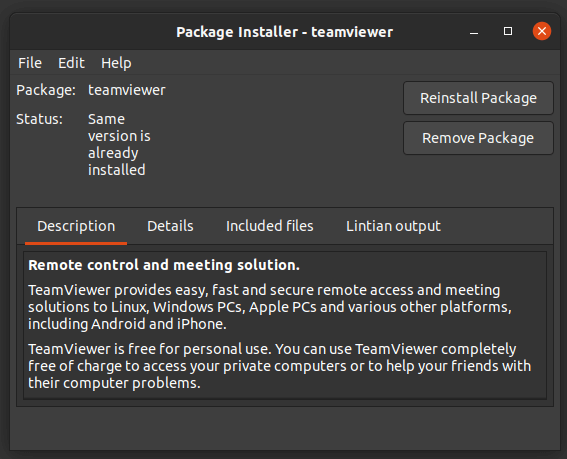 Package Installer - teamviewer
File Edit Help
Package: teamviewer
Reinstall Package
Status: Same
version is
already
installed
Remove Package
Description Details Included files Lintian output
Remote control and meeting solution.
TeamViewer provides easy, fast and secure remote access and meeting
solutions to Linux, Windows PCs, Apple PCs and various other platforms,
including Android and iPhone.
TeamViewer is free for personal use. You can use TeamViewer completely
free of charge to access your private computers or to help your friends with
their computer problems.